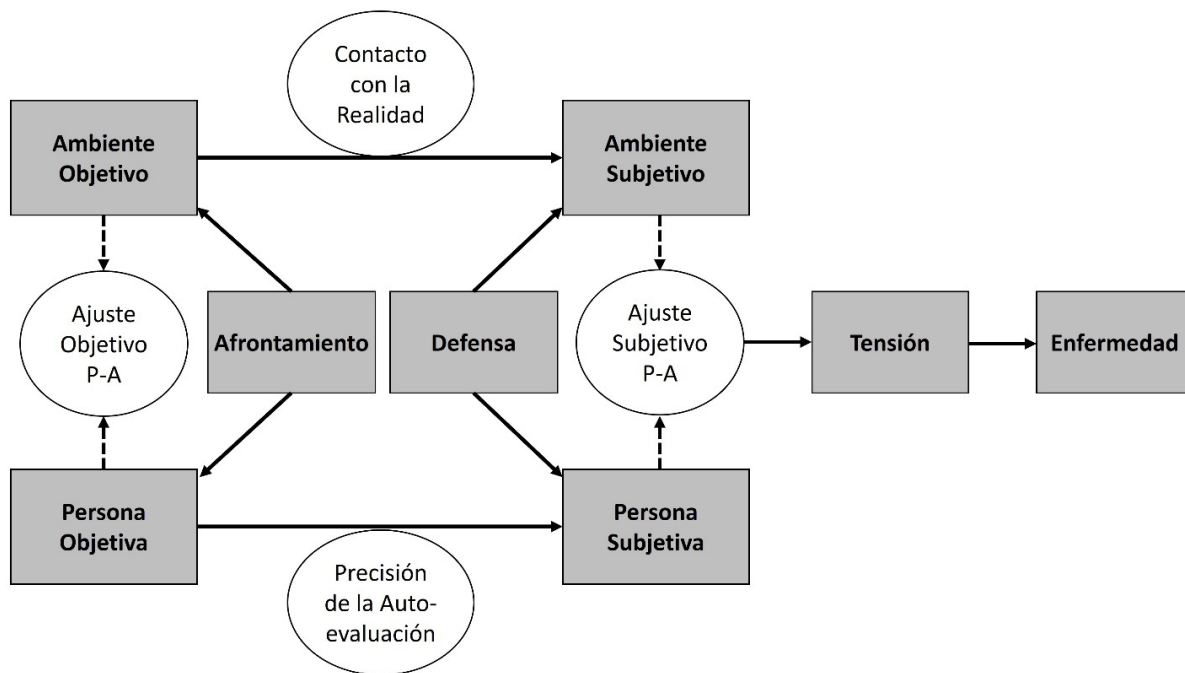 Contacto
con la
Realidad
Ambiente
Objetivo
Ambiente
Subjetivo
Ajuste
Objetivo
P-A
Afrontamiento
Defensa
Ajuste
Subjetivo
P-A
Tensión
Enfermedad
Persona
Objetiva
Persona
Subjetiva
Precisión
de la Auto-
evaluación